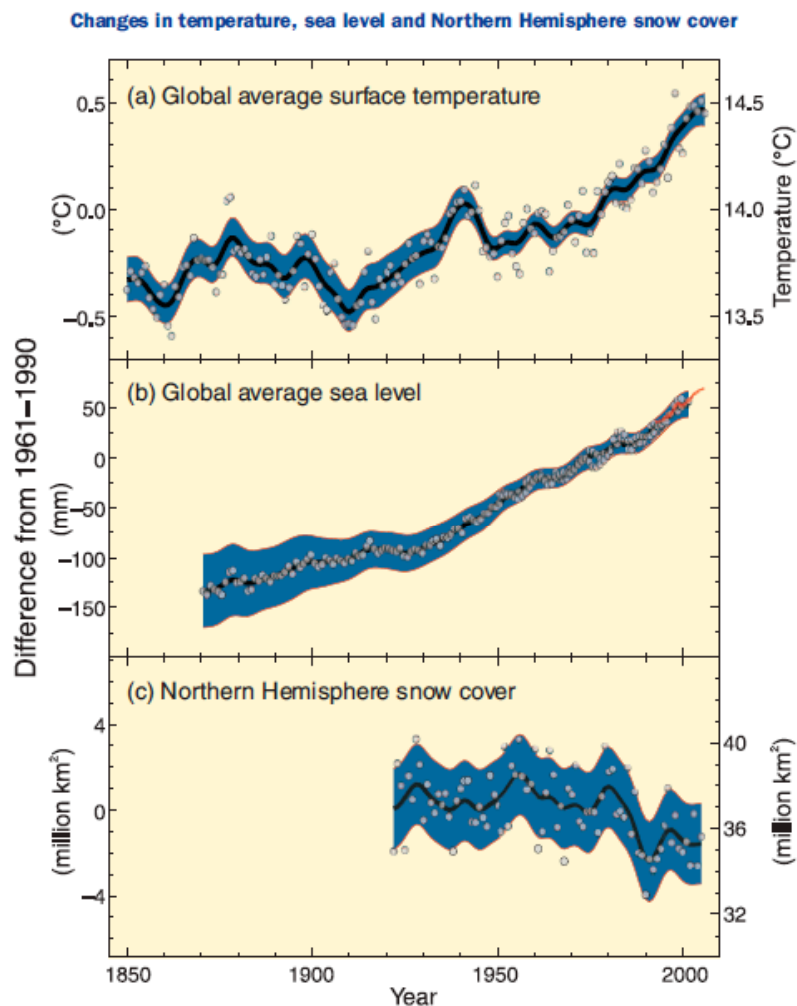 Changes in temperature, sea level and Northern Hemisphere snow cover
(a) Global average surface temperature
0.5
0.0
−0.5
(°C)
14.5
14.0
13.5
Temperature (°C)
Difference from 1961−1990
(b) Global average sea level
50
0
−50
−100
−150
(mm)
(c) Northern Hemisphere snow cover
4
0
−4
(million km²)
40
36
32
(million km²)
1850
1900
1950
2000
Year